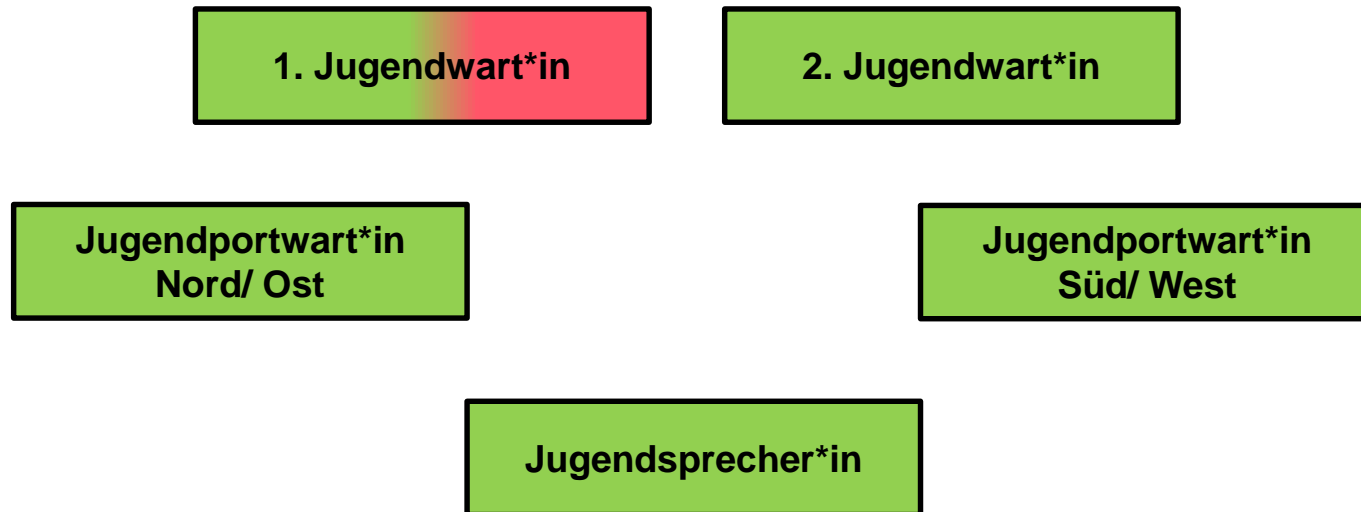 1. Jugendwart*in
2. Jugendwart*in
Jugendportwart*in
Nord/ Ost
Jugendportwart*in
Süd/ West
Jugendsprecher*in